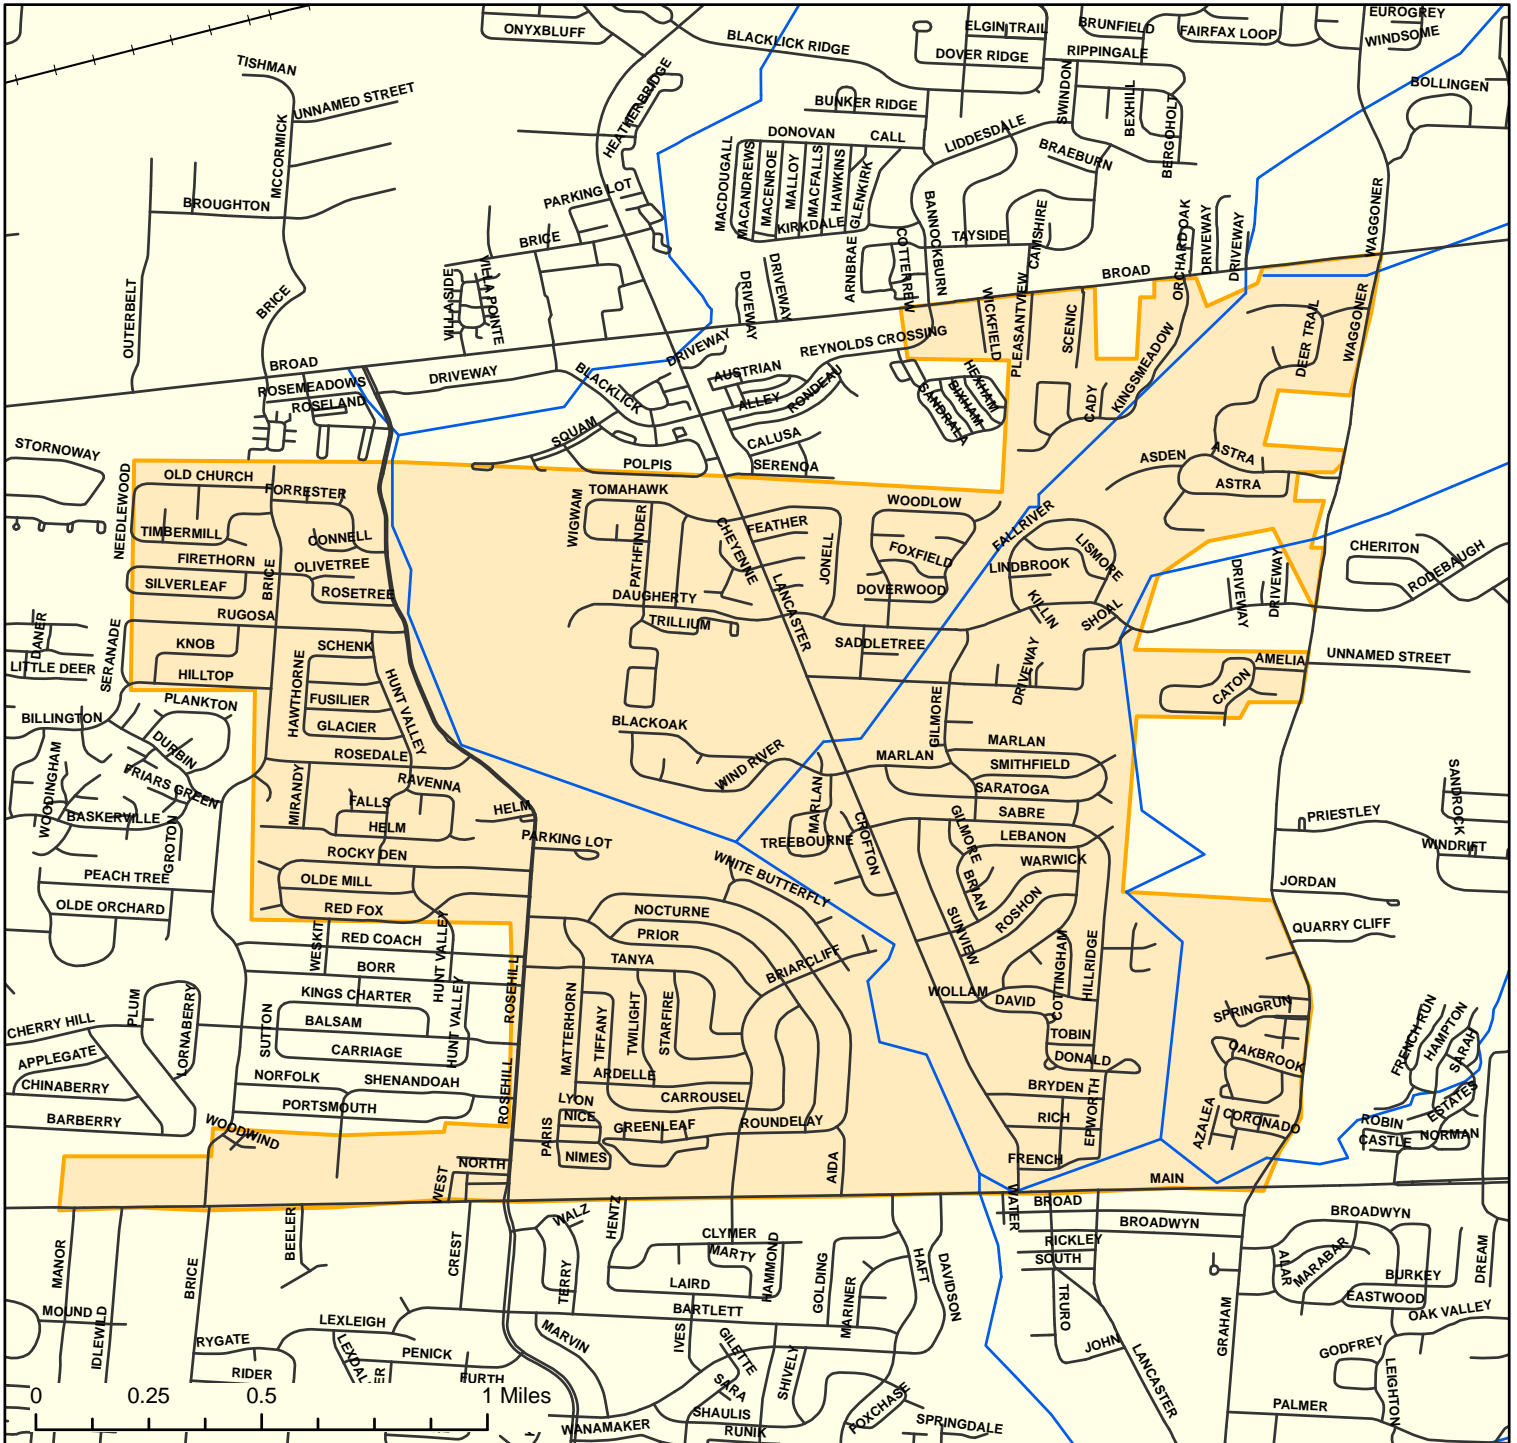 ONYXBLUFF
BLACKLICK RIDGE
ELGIN TRAIL
BRUNFIELD
FAIRFAX LOOP
EUROGREY
WINDSOME
DOVER RIDGE
RIPPINGALE
TISHMAN
HEATHERBRIDGE
UNNAMED STREET
BUNKER RIDGE
SWINDON
BEXHILL
BERGOHOLT
BOLLINGEN
MCCORMICK
DONOVAN
CALL
LIDDESDALE
BRAEBURN
MACDOUGALL
MACANDREWS
MACENROE
MALLOY
MACFALLS
HAWKINS
GLENKIRK
PARKING LOT
BROUGHTON
KIRKDALE
BANNOCKBURN
TAYSIDE
CAMSHIRE
ORCHARD OAK
DRIVEWAY
DRIVEWAY
WAGGONER
BRICE
OUTERBELT
BRICE
VILLASIDE
VILLA POINTE
DRIVEWAY
DRIVEWAY
ARNBRAE
COTTERREW
BROAD
WICKFIELD
PLEASANTVIEW
SCENIC
KINGSMEADOW
DEER TRAIL
WAGGONER
BROAD
ROSEMEADOWS
ROSELAND
DRIVEWAY
BLACKLICK
DRIVEWAY
REYNOLDS CROSSING
AUSTRIAN
ALLEY
RONDEAU
SANDRALA
BIXHAM
HEXHAM
CADY
STORNOWAY
SQUAM
CALUSA
POLPIS
SERENOA
ASDEN
ASTRA
ASTRA
NEEDLEWOOD
OLD CHURCH
FORRESTER
TIMBERMILL
CONNELL
WIGWAM
TOMAHAWK
PATHFINDER
CHEYENNE
FEATHER
JONELL
WOODLOW
FOXFIELD
FALLRIVER
LISMORE
LINDBROOK
CHERITON
RODEBAUGH
FIRETHORN
OLIVETREE
SILVERLEAF
BRICE
ROSETREE
DAUGHERTY
LANCASTER
DOVERWOOD
KILLIN
SHOAL
DRIVEWAY
DRIVEWAY
RUGOSA
TRILLIUM
SADDLETREE
DANER
LITTLE DEER
SERANADE
KNOB
HILLTOP
SCHENK
HAWTHORNE
HUNT VALLEY
FUSILIER
GLACIER
DRIVEWAY
AMELIA
CATON
UNNAMED STREET
BILLINGTON
PLANKTON
DURBIN
WOODINGHAM
FRIARS GREEN
BASKERVILLE
GROTON
ROSEDALE
BLACKOAK
WIND RIVER
GILMORE
MARLAN
MARLAN
SMITHFIELD
SARATOGA
MIRANDY
RAVENNA
FALLS
HELM
HELM
MARLAN
TREEBOURNE
CROFTON
GILMORE
SABRE
LEBANON
WARWICK
SANDROCK
PRIESTLEY
WINDRIFT
PARKING LOT
ROCKY DEN
PEACH TREE
OLDE MILL
WHITE BUTTERFLY
BRIAN
ROSHON
JORDAN
OLDE ORCHARD
RED FOX
NOCTURNE
SUNVIEW
QUARRY CLIFF
WESKIT
RED COACH
HUNT VALLEY
PRIOR
BORR
TANYA
BRIARCLIFF
COTTINGHAM
HILLRIDGE
PLUM
LORNABERRY
KINGS CHARTER
HUNT VALLEY
ROSEHILL
MATTERHORN
TIFFANY
TWILIGHT
STARFIRE
WOLLAM
DAVID
SPRINGRUN
CHERRY HILL
SUTTON
BALSAM
TOBIN
FRENCH RUN
HAMPTON
SARAH
APPLEGATE
CARRIAGE
DONALD
OAKBROOK
CHINABERRY
NORFOLK
SHENANDOAH
ROSEHILL
ARDELLE
BRYDEN
BARBERRY
PORTSMOUTH
LYON
CARROUSEL
EPWORTH
AZALEA
CORONADO
ESTATES
WOODWIND
NICE
GREENLEAF
ROUNDELAY
RICH
ROBIN
CASTLE
NORMAN
PARIS
NIMES
AIDA
FRENCH
WEST
NORTH
MAIN
MANOR
BEELER
WALZ
HENTZ
WATER
BROAD
BROADWYN
BROADWYN
CLYMER
MARTY
HAMMOND
RICKLEY
SOUTH
ALAR
MARABAR
DREAM
BRICE
CREST
TERRY
LAIRD
GOLDING
MARINER
HAFT
DAVIDSON
BURKEY
EASTWOOD
MOUND
IDLEWILD
LEXLEIGH
BARTLETT
TRURO
GRAHAM
OAK VALLEY
RYGATE
PENICK
MARVIN
IVES
GILETTE
JOHN
LANCASTER
GODFREY
RIDER
SHIVELY
SARA
LEIGHTON
0 0.25 0.5 1 Miles
SHAULIS
FOXCHASE
PALMER
WANAMAKER
RUNIK
SPRINGDALE